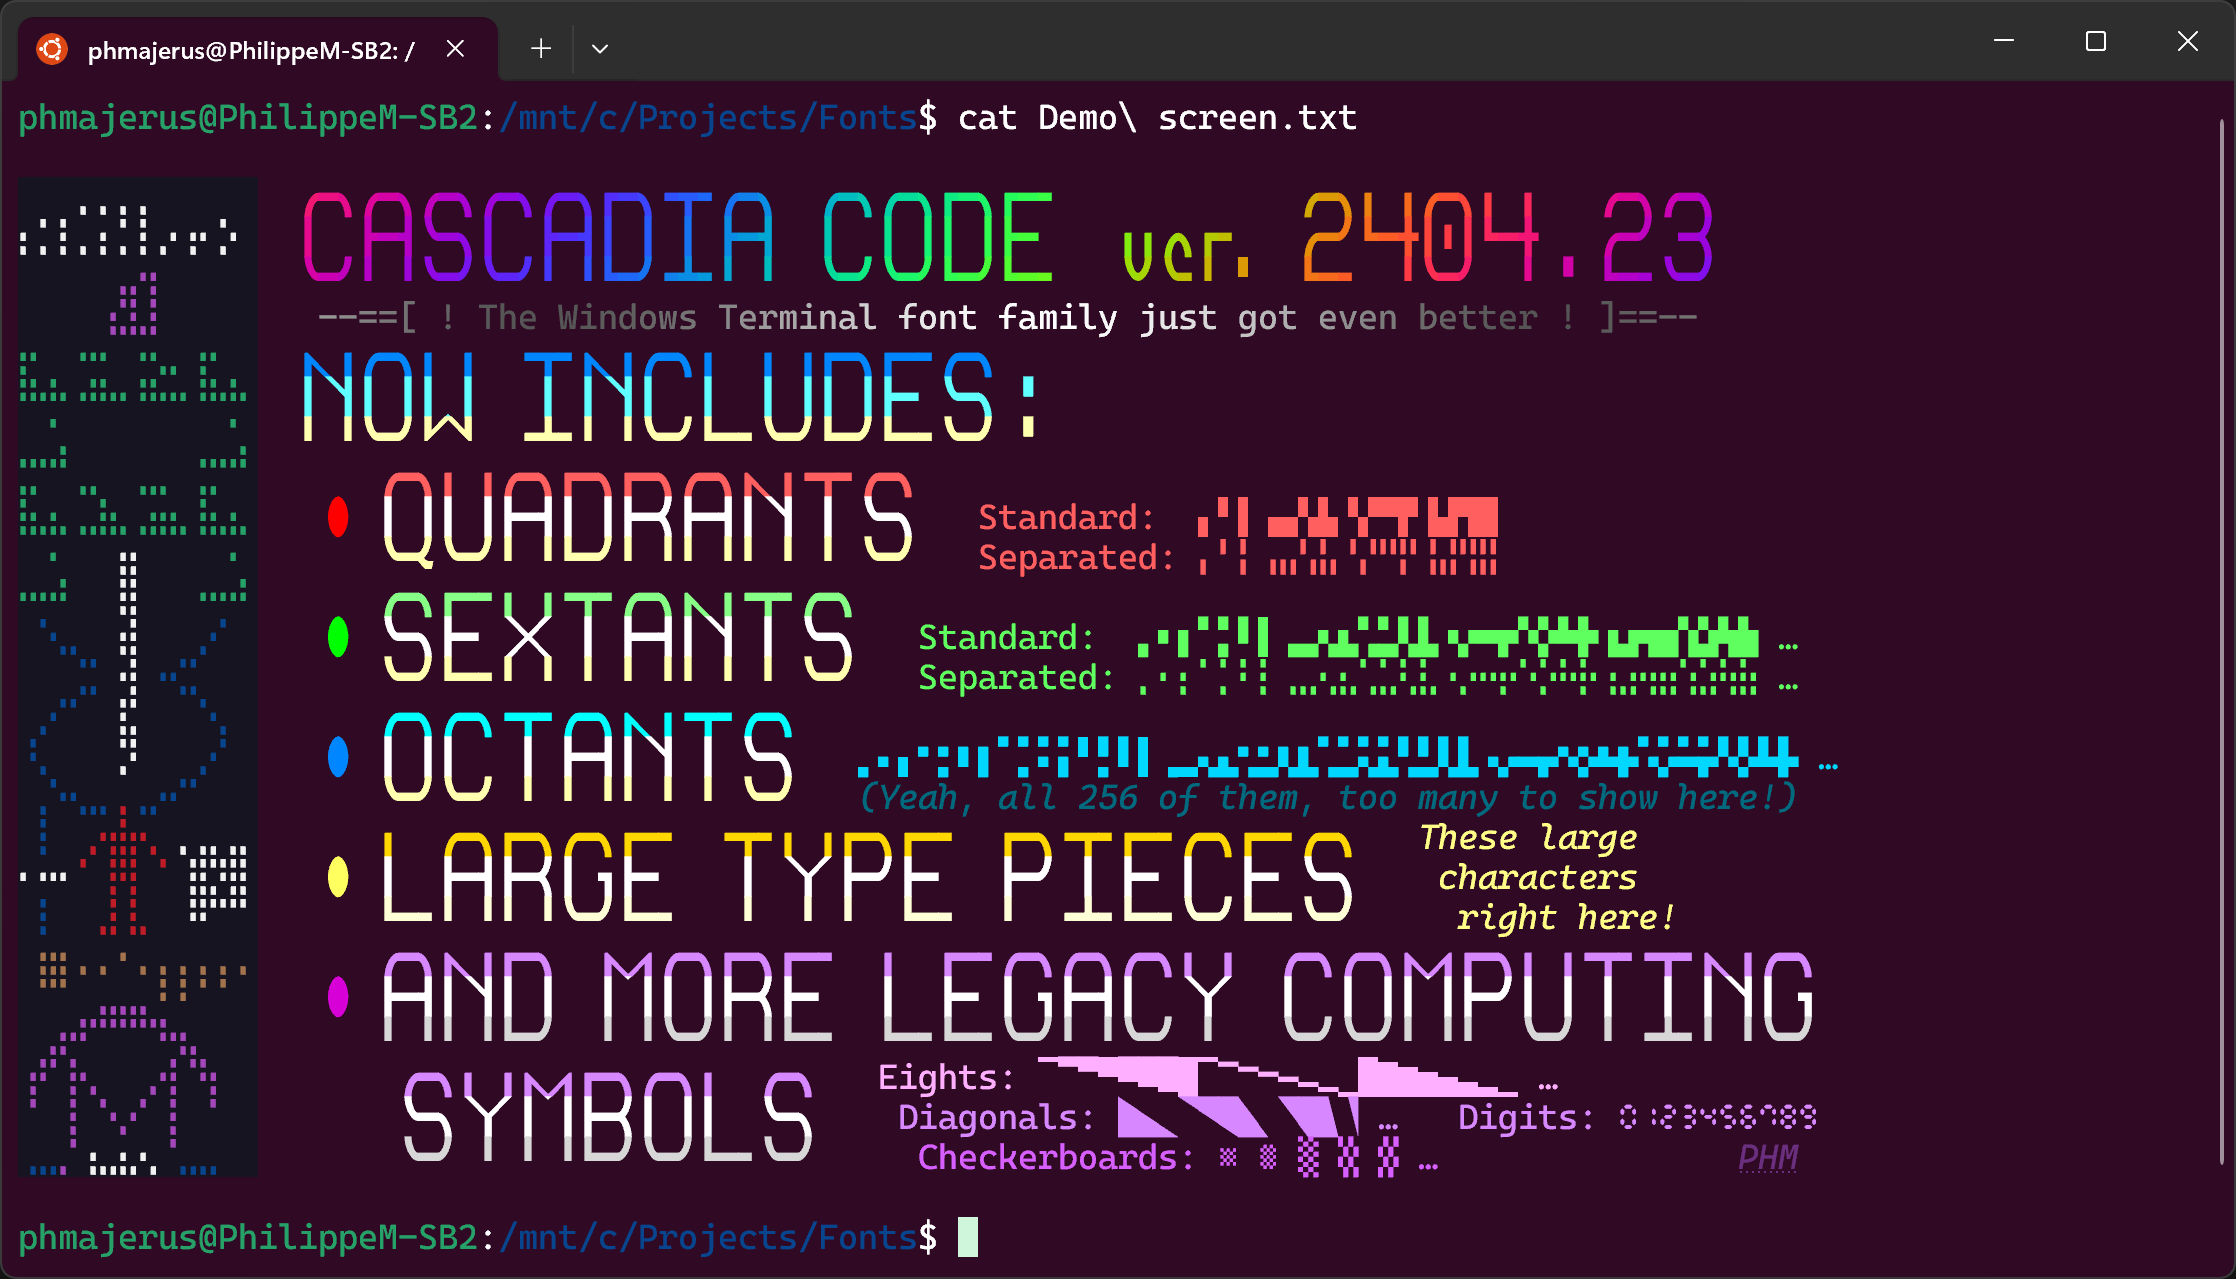 phmajerus@PhilippeM-SB2: /
phmajerus@PhilippeM-SB2:/mnt/c/Projects/Fonts$ cat Demo\ screen.txt
CASCADIA CODE ver. 2404.23
--==[ ! The Windows Terminal font family just got even better ! ]==--
NOW INCLUDES:
• QUADRANTS
Standard:
Separated:
• SEXTANTS
Standard: …
Separated: …
• OCTANTS
…
(Yeah, all 256 of them, too many to show here!)
• LARGE TYPE PIECES
These large
characters
right here!
• AND MORE LEGACY COMPUTING
SYMBOLS
Eights: …
Diagonals: … Digits: 0123456789
Checkerboards: …
PHM
phmajerus@PhilippeM-SB2:/mnt/c/Projects/Fonts$